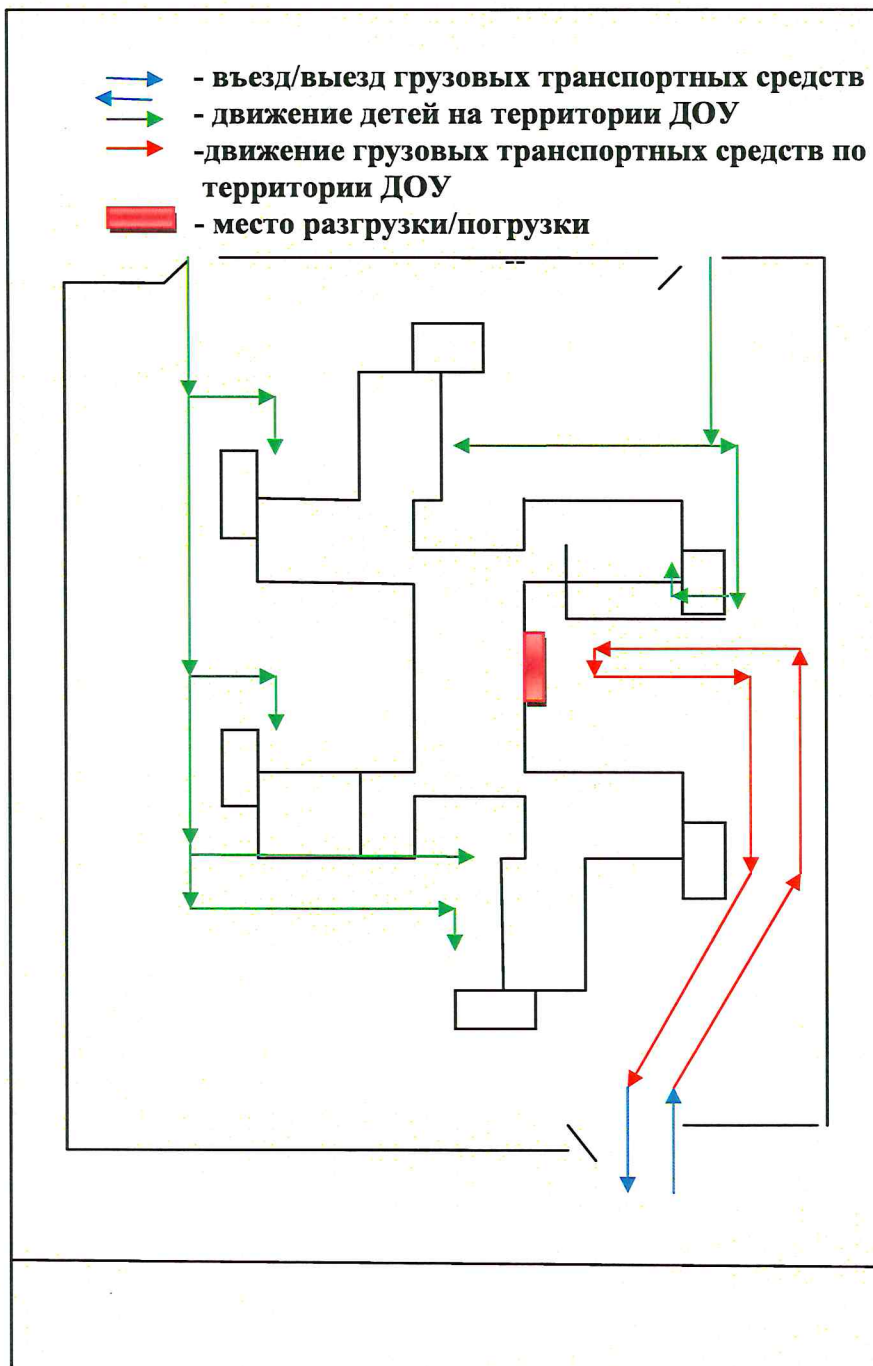 - въезд/выезд грузовых транспортных средств
- движение детей на территории ДОУ
-движение грузовых транспортных средств по
территории ДОУ
- место разгрузки/погрузки